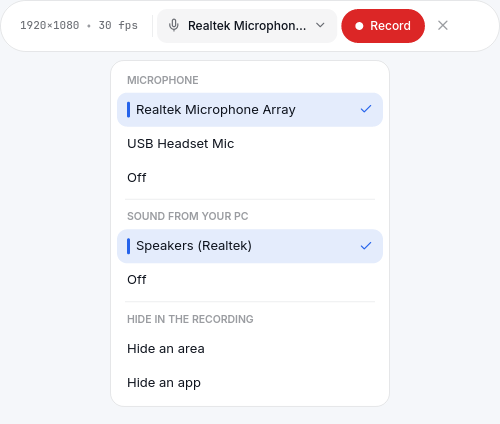 1920×1080 • 30 fps
Realtek Microphon...
Record
MICROPHONE
Realtek Microphone Array
USB Headset Mic
Off
SOUND FROM YOUR PC
Speakers (Realtek)
Off
HIDE IN THE RECORDING
Hide an area
Hide an app